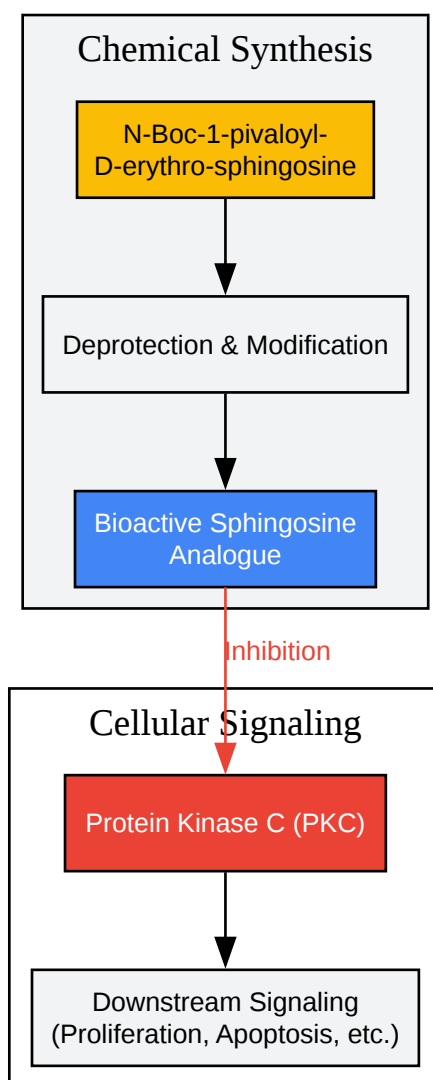 Chemical Synthesis
N-Boc-1-pivaloyl-
D-erythro-sphingosine
Deprotection & Modification
Bioactive Sphingosine
Analogue
Inhibition
Cellular Signaling
Protein Kinase C (PKC)
Downstream Signaling
(Proliferation, Apoptosis, etc.)